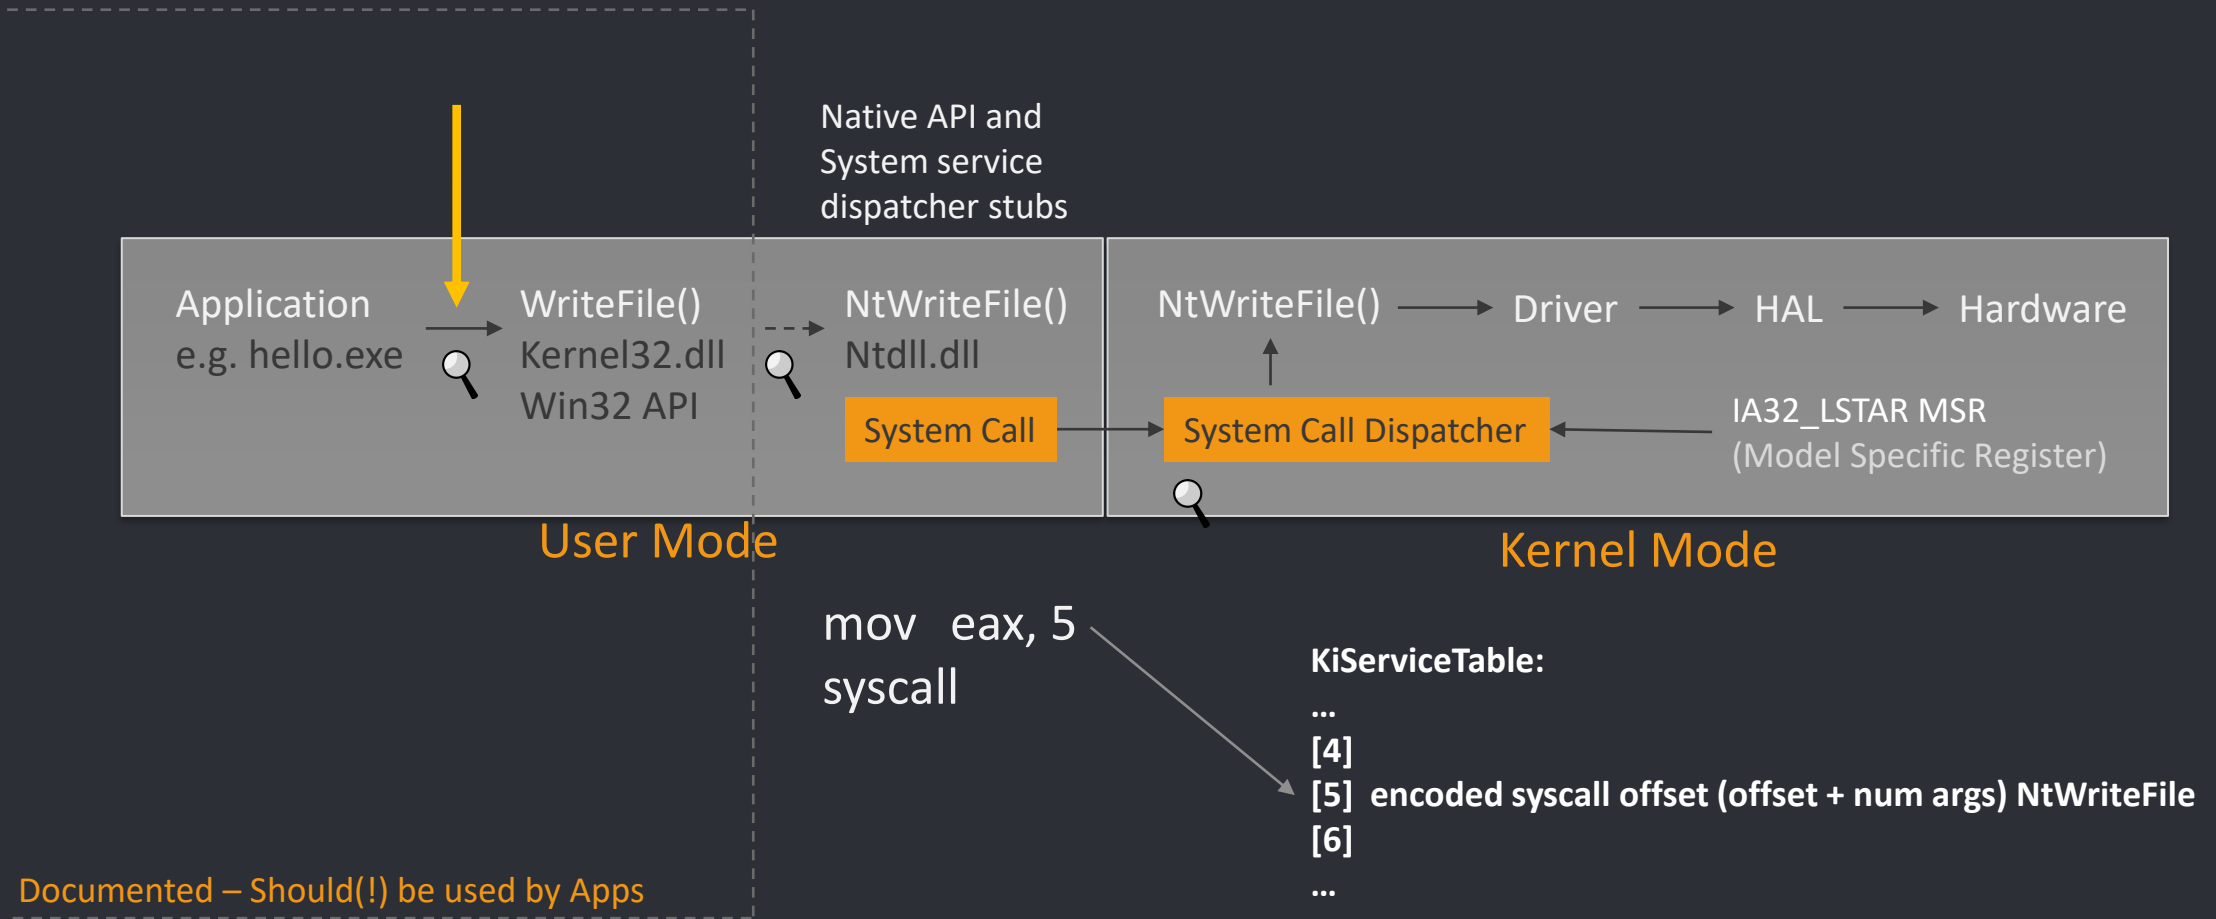 Native API and
System service
dispatcher stubs
Application
e.g. hello.exe
WriteFile()
Kernel32.dll
Win32 API
NtWriteFile()
Ntdll.dll
System Call
NtWriteFile()
Driver
HAL
Hardware
System Call Dispatcher
IA32_LSTAR MSR
(Model Specific Register)
User Mode
Kernel Mode
mov eax, 5
syscall
KiServiceTable:
...
[4]
[5] encoded syscall offset (offset + num args) NtWriteFile
[6]
...
Documented – Should(!) be used by Apps